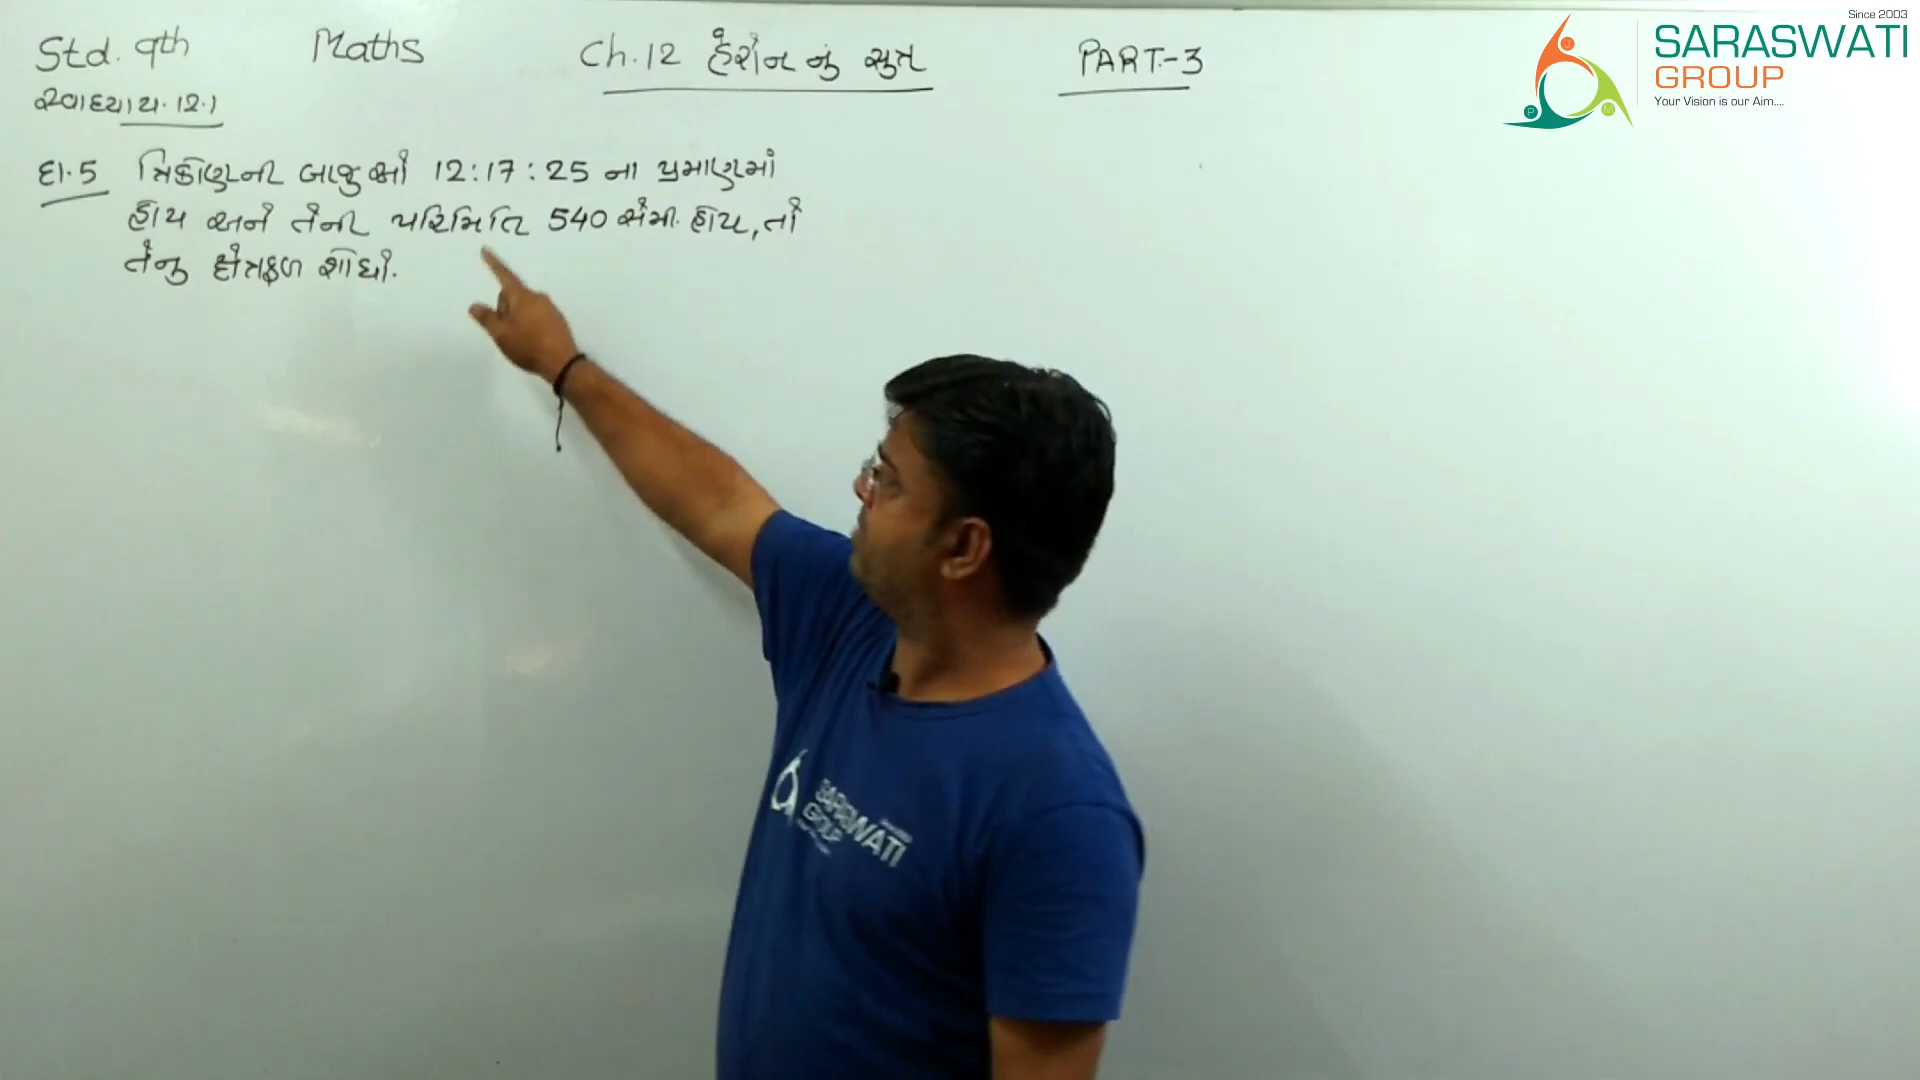 Std. 9th Maths Ch.12 હેરોનનું સુત્ર PART-3
સ્વાધ્યાય.12.1
દા.5 ત્રિકોણની બાજુઓ 12:17:25 ના પ્રમાણમાં
હોય અને તેની પરિમિતિ 540 સેમી. હોય, તો
તેનુ ક્ષેત્રફળ શોધો.
Since 2003
SARASWATI
GROUP
Your Vision is our Aim....
J
P
M
SARASWATI
GROUP